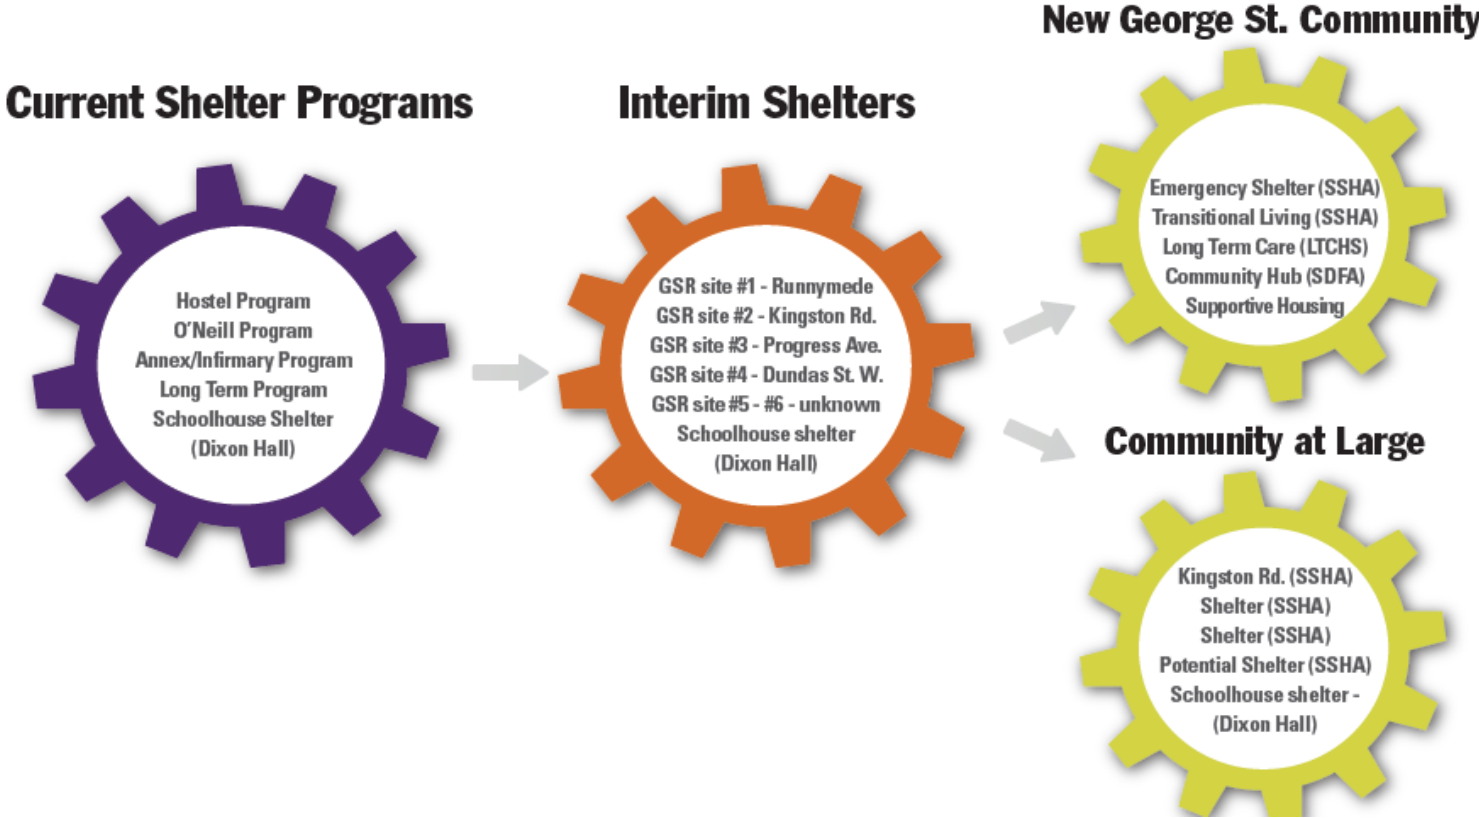 Current Shelter Programs
Hostel Program
O'Neill Program
Annex/Infirmary Program
Long Term Program
Schoolhouse Shelter
(Dixon Hall)
Interim Shelters
GSR site #1 - Runnymede
GSR site #2 - Kingston Rd.
GSR site #3 - Progress Ave.
GSR site #4 - Dundas St. W.
GSR site #5 - #6 - unknown
Schoolhouse shelter
(Dixon Hall)
New George St. Community
Emergency Shelter (SSHA)
Transitional Living (SSHA)
Long Term Care (LTCHS)
Community Hub (SDFA)
Supportive Housing
Community at Large
Kingston Rd. (SSHA)
Shelter (SSHA)
Shelter (SSHA)
Potential Shelter (SSHA)
Schoolhouse shelter -
(Dixon Hall)